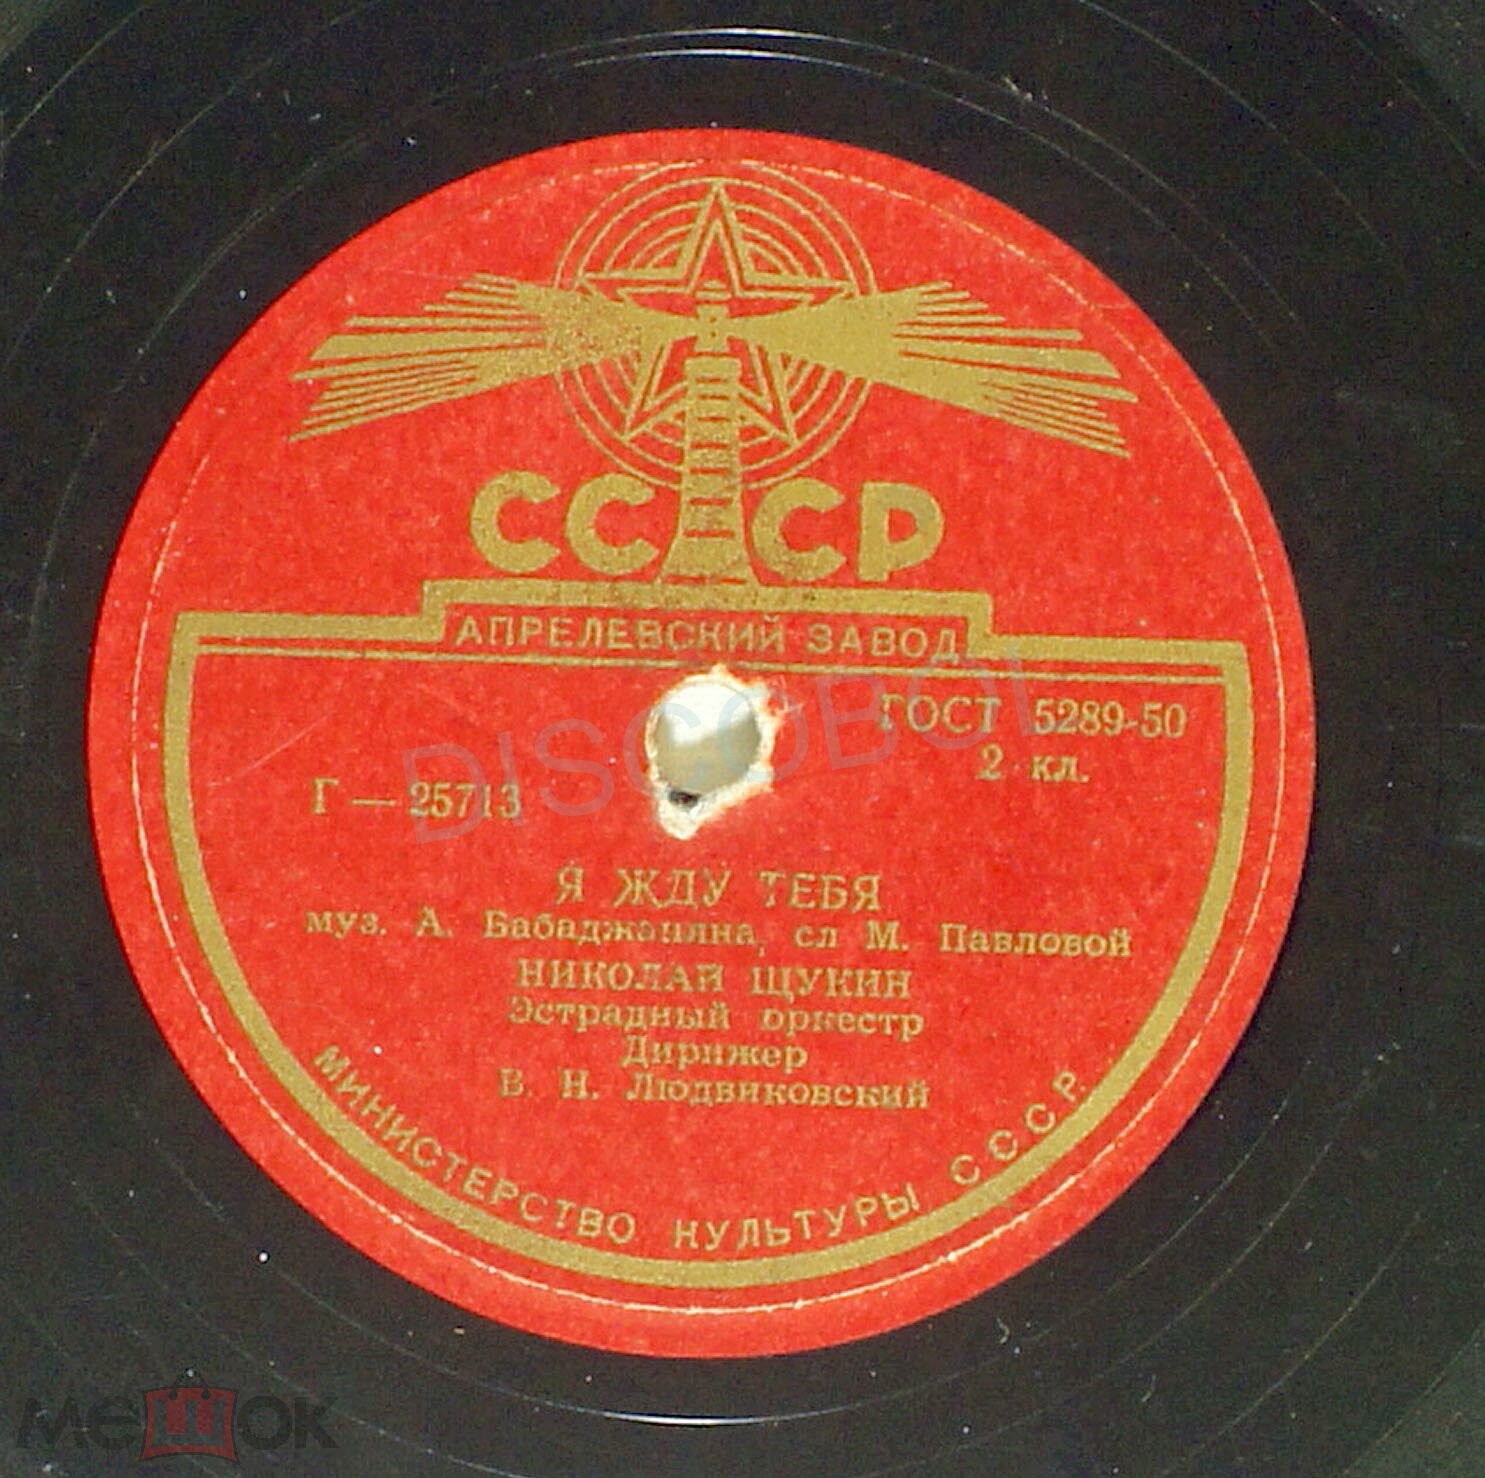 СССР
АПРЕЛЕВСКИЙ ЗАВОД
ГОСТ 5289-50
2 кл.
Г — 25713
Я ЖДУ ТЕБЯ
муз. А. Бабаджаняна, сл М. Павловой
НИКОЛАЙ ЩУКИН
Эстрадный оркестр
Дирижер
В. Н. Людвиковский
МИНИСТЕРСТВО КУЛЬТУРЫ СССР
DISCOBOL
мешок